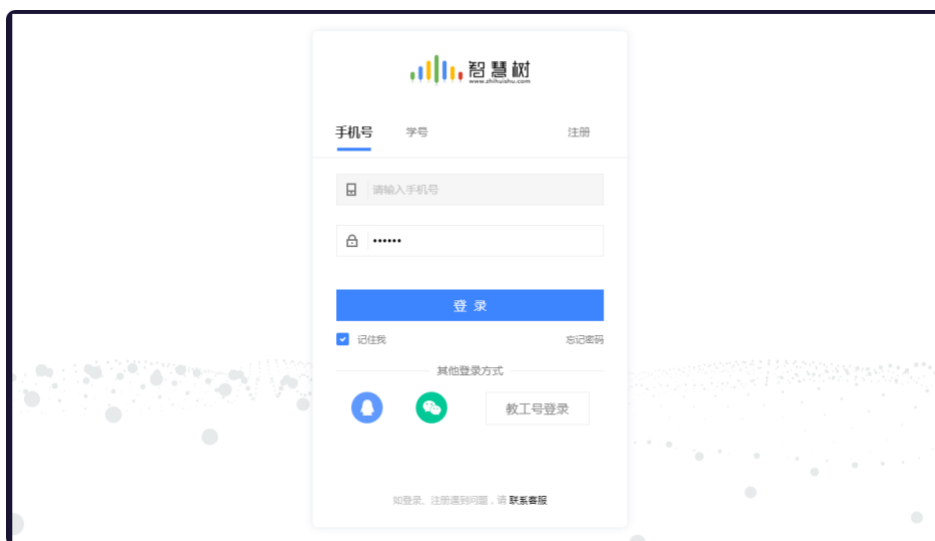 智慧树
www.zhihuishu.com
手机号 学号 注册
请输入手机号
••••••
登 录
记住我 忘记密码
其他登录方式
教工号登录
如登录、注册遇到问题，请 联系客服